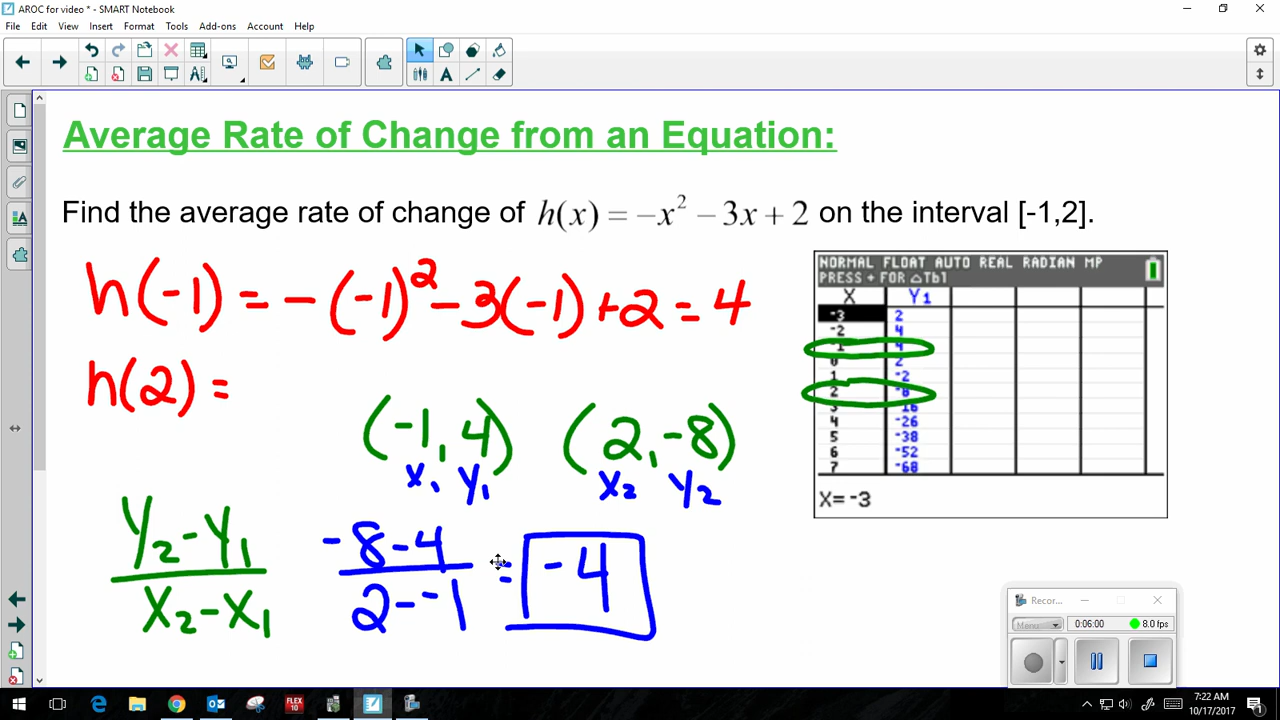 AROC for video * - SMART Notebook
File Edit View Insert Format Tools Add-ons Account Help
Average Rate of Change from an Equation:
Find the average rate of change of h(x) = −x² − 3x + 2 on the interval [-1,2].
h(-1) = -(-1)² - 3(-1) + 2 = 4
h(2) =
(-1, 4) (2, -8)
x₁ y₁ x₂ y₂
y₂ - y₁
x₂ - x₁
-8 - 4
2 - -1
= -4
NORMAL FLOAT AUTO REAL RADIAN MP
PRESS + FOR △Tbl
X Y1
-3 2
-2 4
-1 4
0 2
1 -2
2 -8
3 -16
4 -26
5 -38
6 -52
7 -68
X= -3
Recor...
Menu 0:06:00 8.0 fps
FLEX
10
7:22 AM
10/17/2017